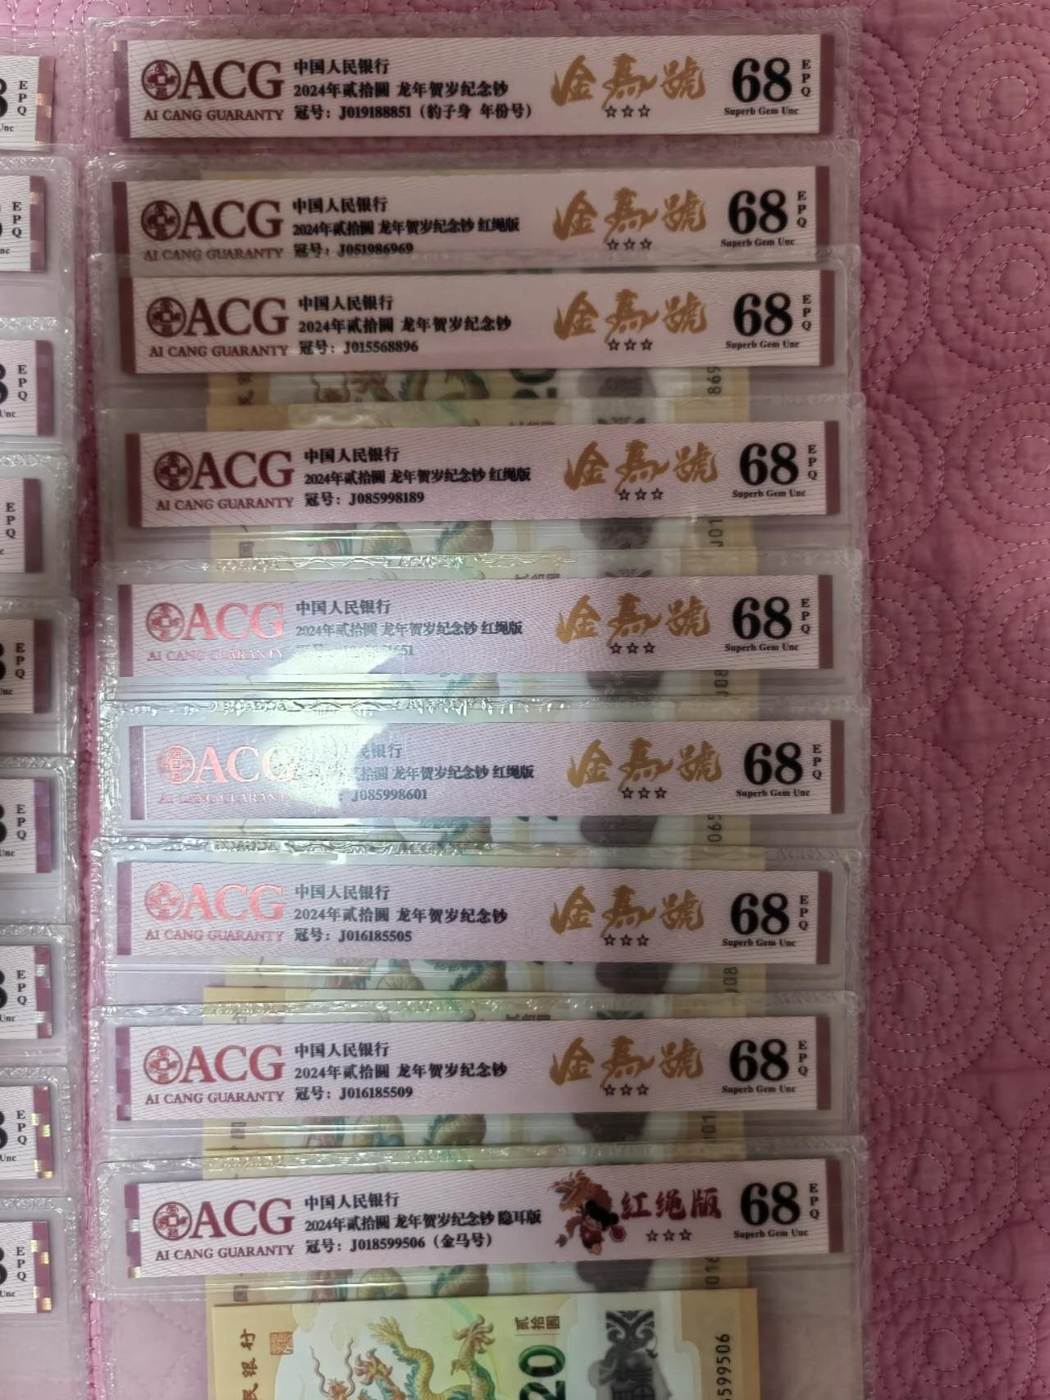 ACG
AI CANG GUARANTY
中国人民银行
2024年贰拾圆 龙年贺岁纪念钞
冠号：J019188851（豹子身 年份号）
金馬號
☆☆☆
68
EPQ
Superb Gem Unc
ACG
AI CANG GUARANTY
中国人民银行
2024年贰拾圆 龙年贺岁纪念钞 红绳版
冠号：J051986969
金馬號
☆☆☆
68
EPQ
Superb Gem Unc
ACG
AI CANG GUARANTY
中国人民银行
2024年贰拾圆 龙年贺岁纪念钞
冠号：J015568896
金馬號
☆☆☆
68
EPQ
Superb Gem Unc
ACG
AI CANG GUARANTY
中国人民银行
2024年贰拾圆 龙年贺岁纪念钞 红绳版
冠号：J085998189
金馬號
☆☆☆
68
EPQ
Superb Gem Unc
ACG
AI CANG GUARANTY
中国人民银行
2024年贰拾圆 龙年贺岁纪念钞 红绳版
金馬號
☆☆☆
68
EPQ
Superb Gem Unc
ACG
AI CANG GUARANTY
民银行
贰拾圆 龙年贺岁纪念钞 红绳版
J085998601
金馬號
☆☆☆
68
EPQ
Superb Gem Unc
ACG
AI CANG GUARANTY
中国人民银行
2024年贰拾圆 龙年贺岁纪念钞
冠号：J016185505
金馬號
☆☆☆
68
EPQ
Superb Gem Unc
ACG
AI CANG GUARANTY
中国人民银行
2024年贰拾圆 龙年贺岁纪念钞
冠号：J016185509
金馬號
☆☆☆
68
EPQ
Superb Gem Unc
ACG
AI CANG GUARANTY
中国人民银行
2024年贰拾圆 龙年贺岁纪念钞 隐耳版
冠号：J018599506（金马号）
红绳版
☆☆☆
68
EPQ
Superb Gem Unc
民银行
贰拾圆
20
599506